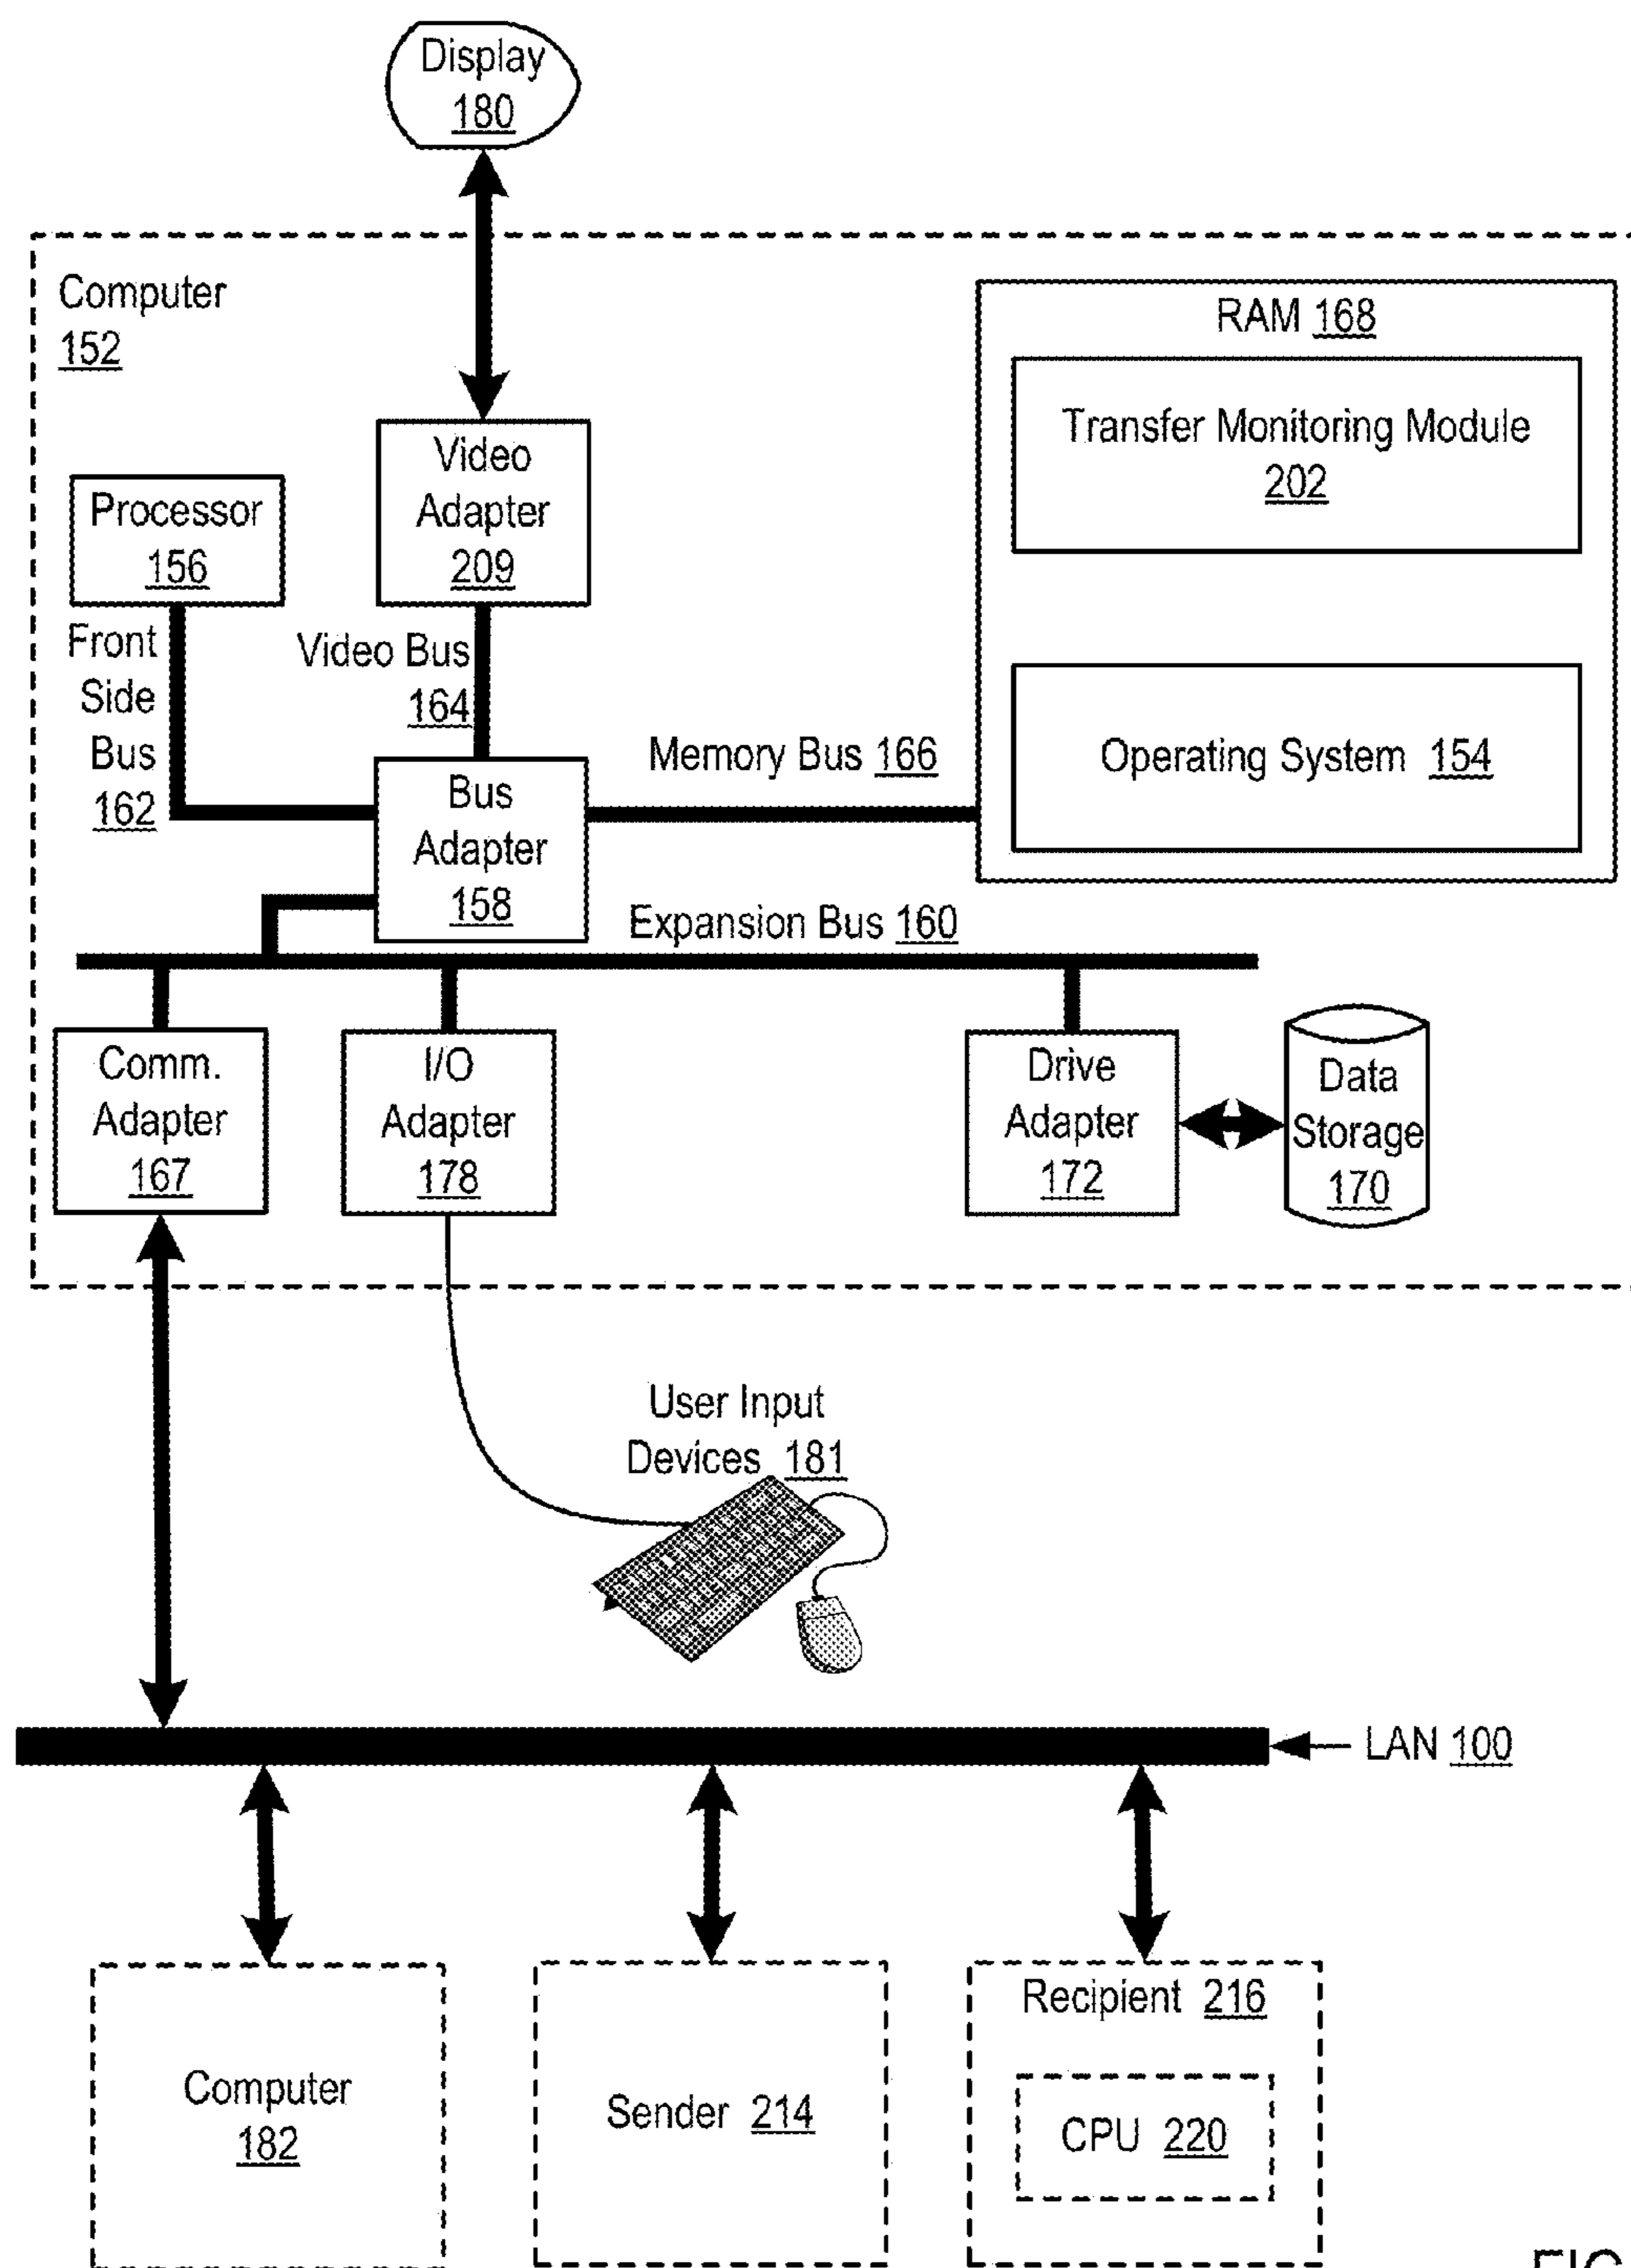 Display
180
Computer
152
RAM 168
Transfer Monitoring Module
202
Video
Adapter
209
Processor
156
Front
Side
Bus
162
Video Bus
164
Memory Bus 166
Operating System 154
Bus
Adapter
158
Expansion Bus 160
Comm.
Adapter
167
I/O
Adapter
178
Drive
Adapter
172
Data
Storage
170
User Input
Devices 181
LAN 100
Computer
182
Sender 214
Recipient 216
CPU 220
FIG